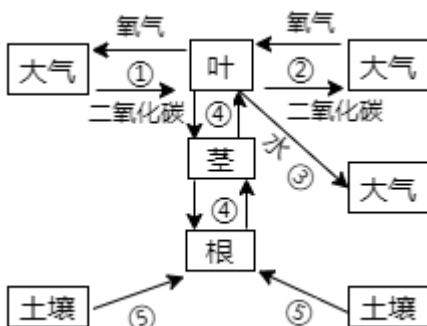 氧气 氧气
大气 ① 叶 ② 大气
二氧化碳 ④ 二氧化碳
茎 水 ③ 大气
④
根
土壤 ⑤ ⑤ 土壤